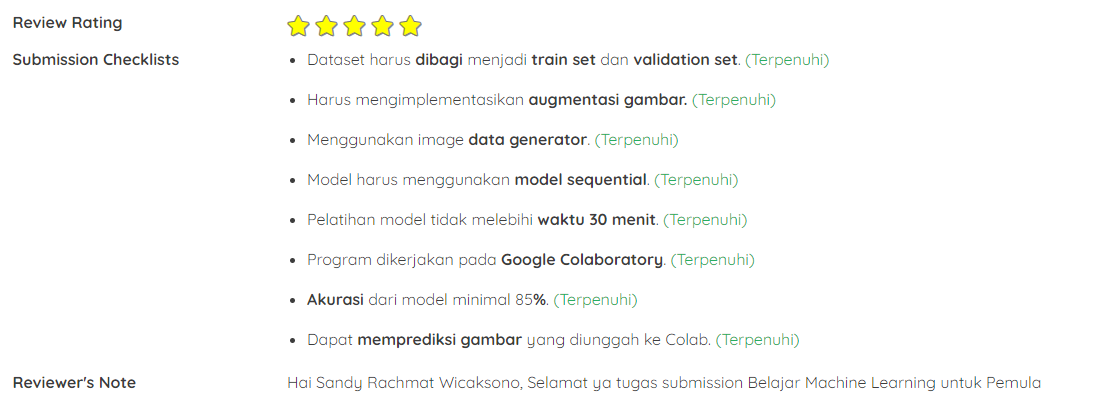 Review Rating
Submission Checklists
Dataset harus dibagi menjadi train set dan validation set. (Terpenuhi)
Harus mengimplementasikan augmentasi gambar. (Terpenuhi)
Menggunakan image data generator. (Terpenuhi)
Model harus menggunakan model sequential. (Terpenuhi)
Pelatihan model tidak melebihi waktu 30 menit. (Terpenuhi)
Program dikerjakan pada Google Colaboratory. (Terpenuhi)
Akurasi dari model minimal 85%. (Terpenuhi)
Dapat memprediksi gambar yang diunggah ke Colab. (Terpenuhi)
Reviewer's Note
Hai Sandy Rachmat Wicaksono, Selamat ya tugas submission Belajar Machine Learning untuk Pemula